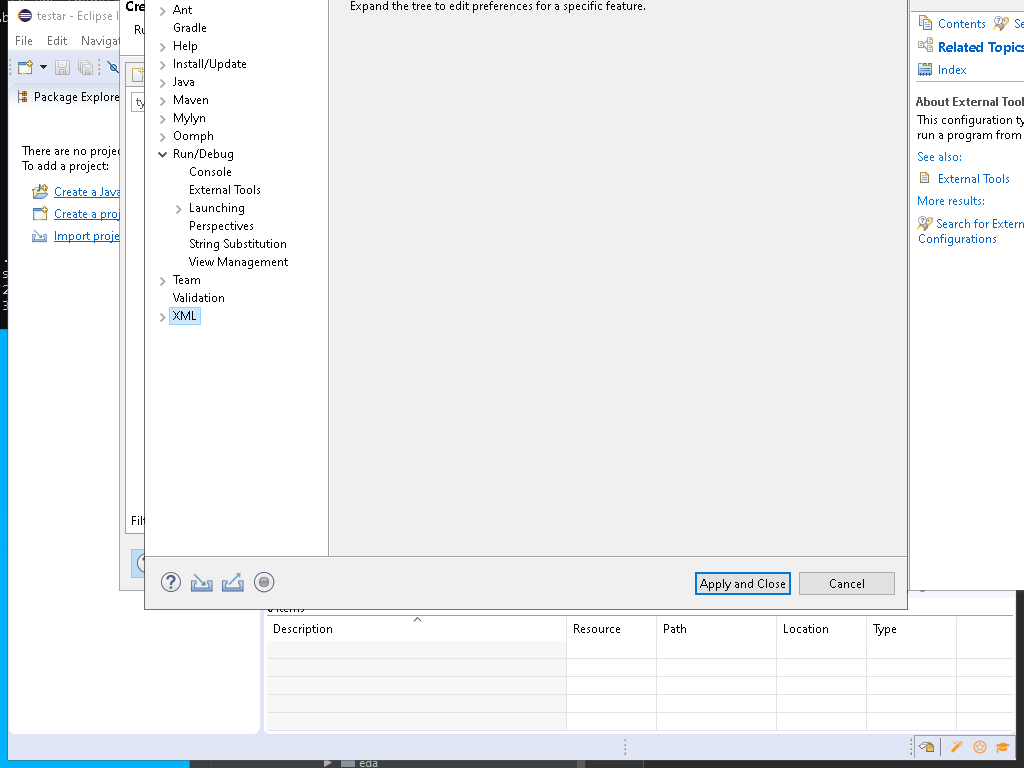 testar - Eclipse I
File Edit Navigat
Package Explore
There are no projec
To add a project:
Create a Java
Create a proj
Import proje
Cre
Ru
ty
Filt
Ant
Gradle
Help
Install/Update
Java
Maven
Mylyn
Oomph
Run/Debug
Console
External Tools
Launching
Perspectives
String Substitution
View Management
Team
Validation
XML
Expand the tree to edit preferences for a specific feature.
Apply and Close
Cancel
Contents Se
Related Topics
Index
About External Tool
This configuration ty
run a program from
See also:
External Tools
More results:
Search for Extern
Configurations
Description Resource Path Location Type
eda